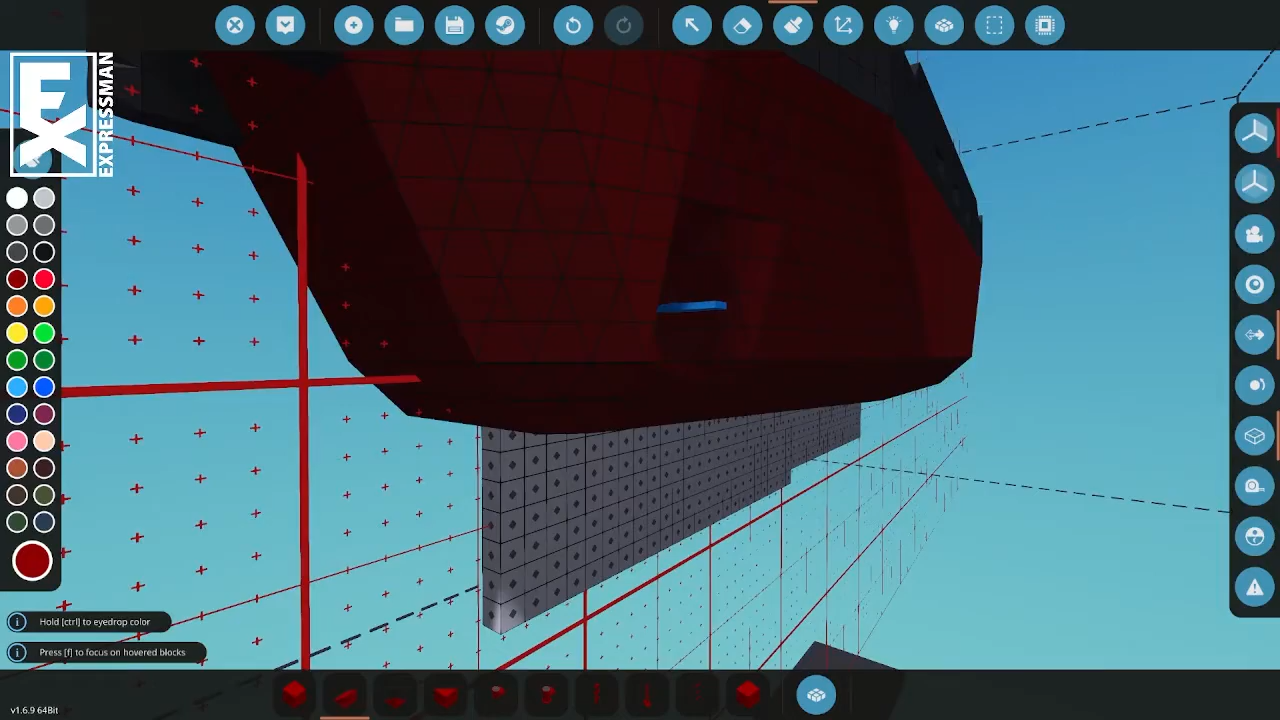 EX
EXPRESSMAN
Hold [ctrl] to eyedrop color
Press [f] to focus on hovered blocks
v1.6.9 64Bit